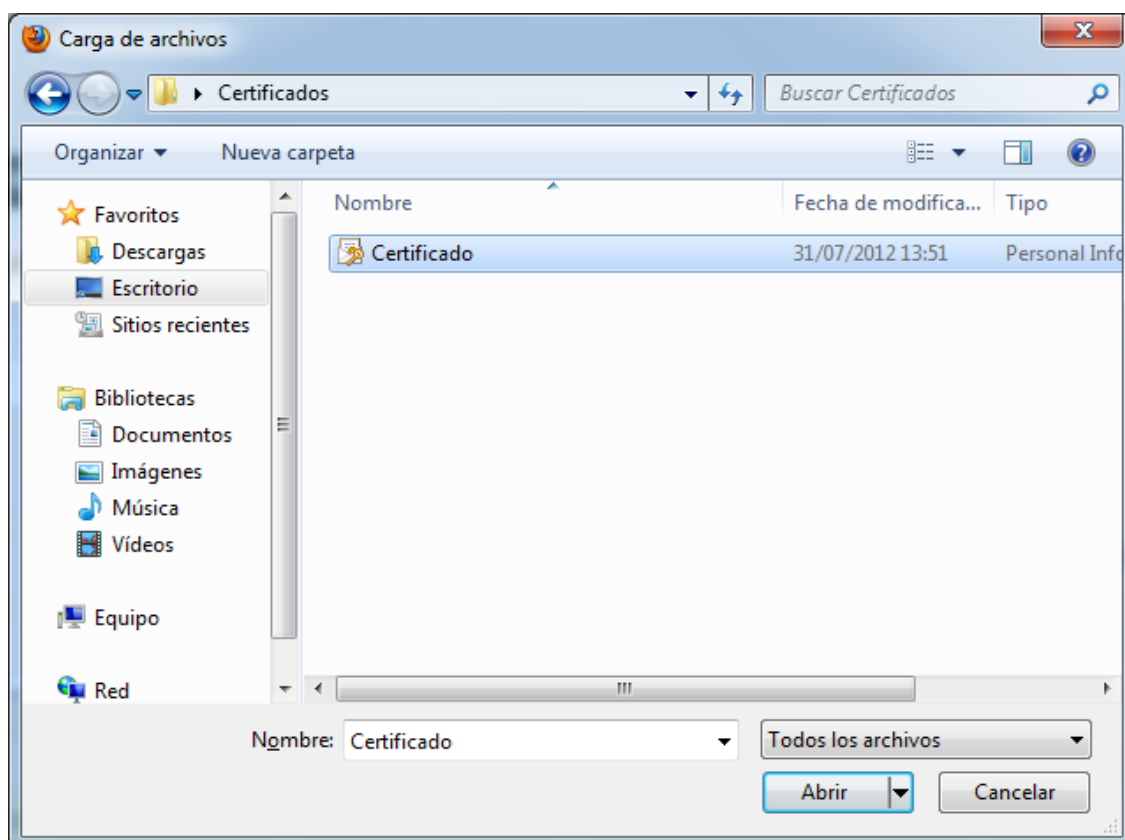 Carga de archivos
Certificados
Buscar Certificados
Organizar
Nueva carpeta
Nombre
Fecha de modifica...
Tipo
Favoritos
Descargas
Escritorio
Sitios recientes
Bibliotecas
Documentos
Imágenes
Música
Vídeos
Equipo
Red
Certificado
31/07/2012 13:51
Personal Info
Nombre: Certificado
Todos los archivos
Abrir
Cancelar